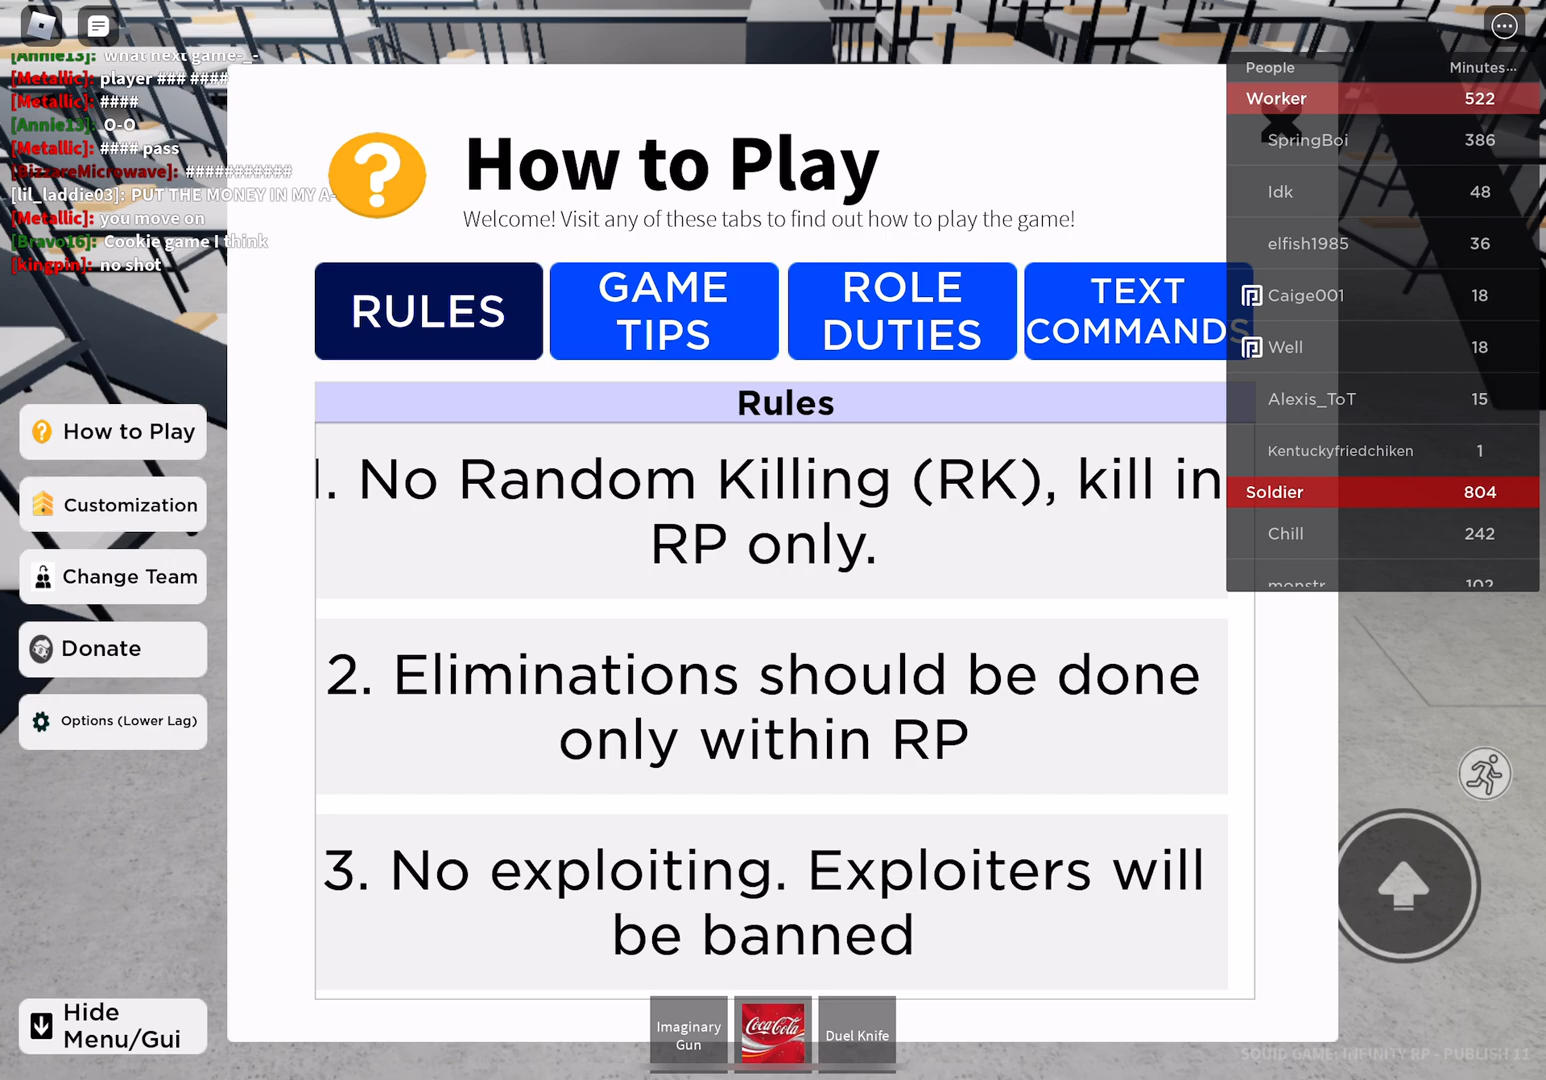 [Annie13]: what next game-_-
[Metallic]: player ### ####
[Metallic]: ####
[Annie13]: O-O
[Metallic]: #### pass
[BizzareMicrowave]: ###########
[lil_laddie03]: PUT THE MONEY IN MY A-
[Metallic]: you move on
[Bravo16]: Cookie game I think
[kingpin]: no shot
How to Play
Welcome! Visit any of these tabs to find out how to play the game!
RULES
GAME
TIPS
ROLE
DUTIES
TEXT
COMMANDS
Rules
1. No Random Killing (RK), kill in
RP only.
2. Eliminations should be done
only within RP
3. No exploiting. Exploiters will
be banned
How to Play
Customization
Change Team
Donate
Options (Lower Lag)
Hide
Menu/Gui
People Minutes...
Worker 522
SpringBoi 386
Idk 48
elfish1985 36
Caige001 18
Well 18
Alexis_ToT 15
Kentuckyfriedchiken 1
Soldier 804
Chill 242
monstr 102
Imaginary
Gun
Coca-Cola
Duel Knife
SQUID GAME: INFINITY RP - PUBLISH 11